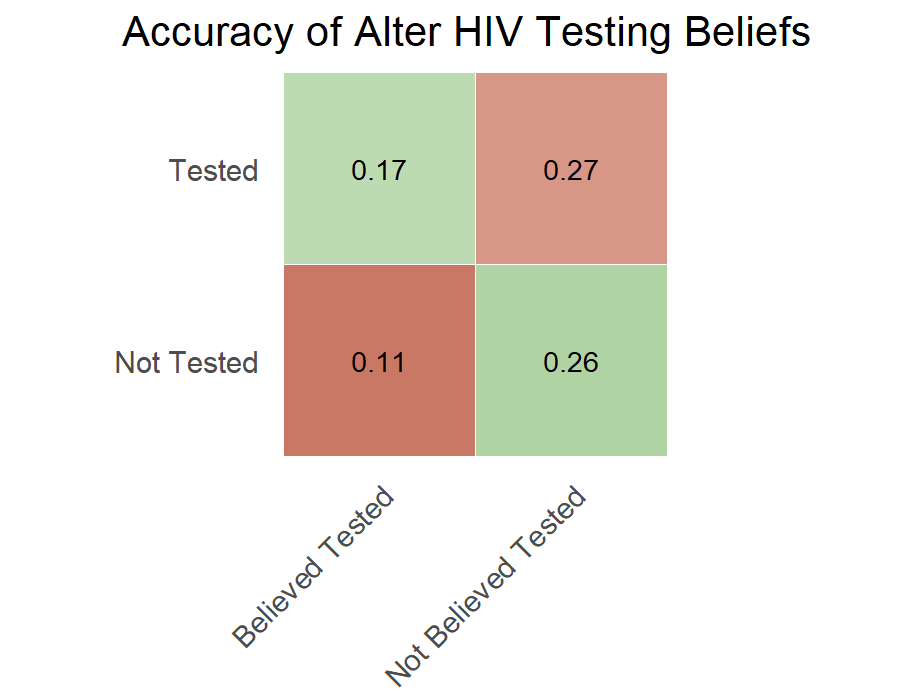 Accuracy of Alter HIV Testing Beliefs
Tested
0.17
0.27
Not Tested
0.11
0.26
Believed Tested
Not Believed Tested